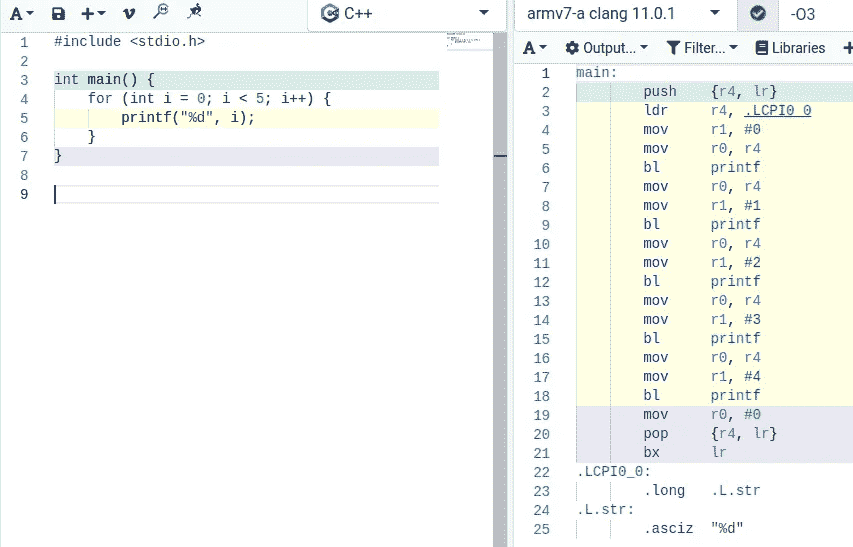 A C++
1 #include <stdio.h>
2
3 int main() {
4     for (int i = 0; i < 5; i++) {
5         printf("%d", i);
6     }
7 }
8
9
armv7-a clang 11.0.1 -O3
A Output... Filter... Libraries +
1 main:
2         push    {r4, lr}
3         ldr     r4, .LCPI0_0
4         mov     r1, #0
5         mov     r0, r4
6         bl      printf
7         mov     r0, r4
8         mov     r1, #1
9         bl      printf
10         mov     r0, r4
11         mov     r1, #2
12         bl      printf
13         mov     r0, r4
14         mov     r1, #3
15         bl      printf
16         mov     r0, r4
17         mov     r1, #4
18         bl      printf
19         mov     r0, #0
20         pop     {r4, lr}
21         bx      lr
22 .LCPI0_0:
23         .long   .L.str
24 .L.str:
25         .asciz  "%d"